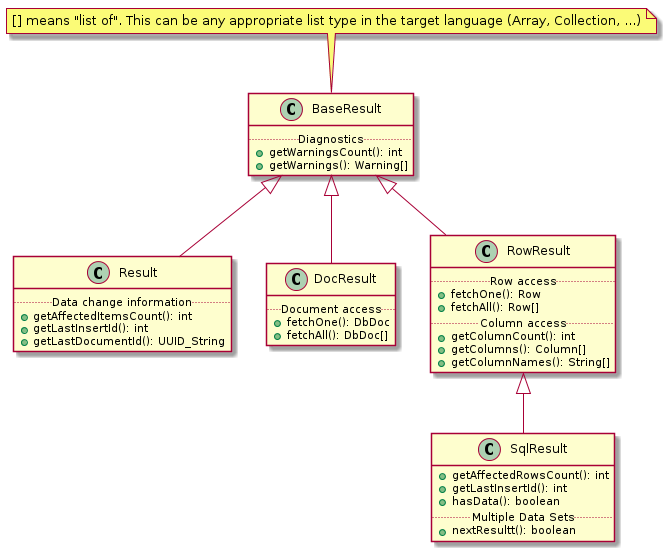 [] means "list of". This can be any appropriate list type in the target language (Array, Collection, ...)
C BaseResult
Diagnostics
getWarningsCount(): int
getWarnings(): Warning[]
C Result
Data change information
getAffectedItemsCount(): int
getLastInsertId(): int
getLastDocumentId(): UUID_String
C DocResult
Document access
fetchOne(): DbDoc
fetchAll(): DbDoc[]
C RowResult
Row access
fetchOne(): Row
fetchAll(): Row[]
Column access
getColumnCount(): int
getColumns(): Column[]
getColumnNames(): String[]
C SqlResult
getAffectedRowsCount(): int
getLastInsertId(): int
hasData(): boolean
Multiple Data Sets
nextResultt(): boolean